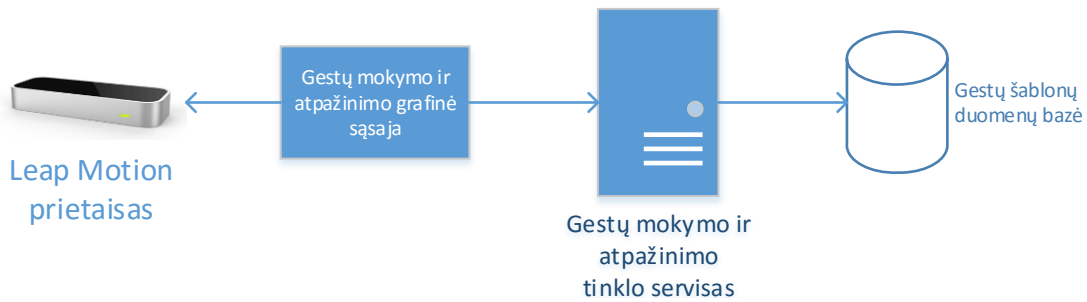 Leap Motion
prietaisas
Gestų mokymo ir
atpažinimo grafinė
sąsaja
Gestų mokymo ir
atpažinimo
tinklo servisas
Gestų šablonų
duomenų bazė